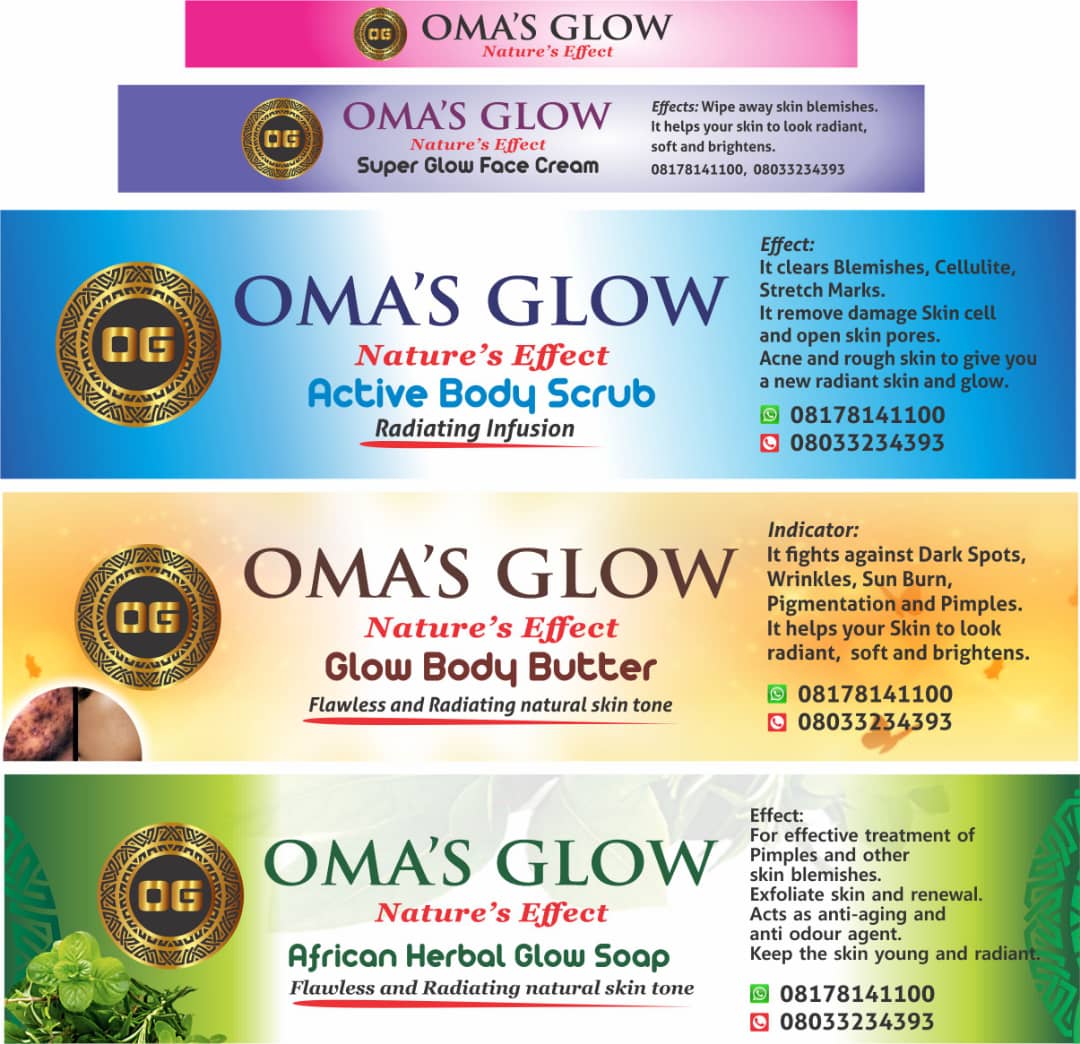 OG
OMA'S GLOW
Nature's Effect
OG
OMA'S GLOW
Nature's Effect
Super Glow Face Cream
Effects: Wipe away skin blemishes.
It helps your skin to look radiant,
soft and brightens.
08178141100, 08033234393
OG
OMA'S GLOW
Nature's Effect
Active Body Scrub
Radiating Infusion
Effect:
It clears Blemishes, Cellulite,
Stretch Marks.
It remove damage Skin cell
and open skin pores.
Acne and rough skin to give you
a new radiant skin and glow.
08178141100
08033234393
OG
OMA'S GLOW
Nature's Effect
Glow Body Butter
Flawless and Radiating natural skin tone
Indicator:
It fights against Dark Spots,
Wrinkles, Sun Burn,
Pigmentation and Pimples.
It helps your Skin to look
radiant, soft and brightens.
08178141100
08033234393
OG
OMA'S GLOW
Nature's Effect
African Herbal Glow Soap
Flawless and Radiating natural skin tone
Effect:
For effective treatment of
Pimples and other
skin blemishes.
Exfoliate skin and renewal.
Acts as anti-aging and
anti odour agent.
Keep the skin young and radiant.
08178141100
08033234393